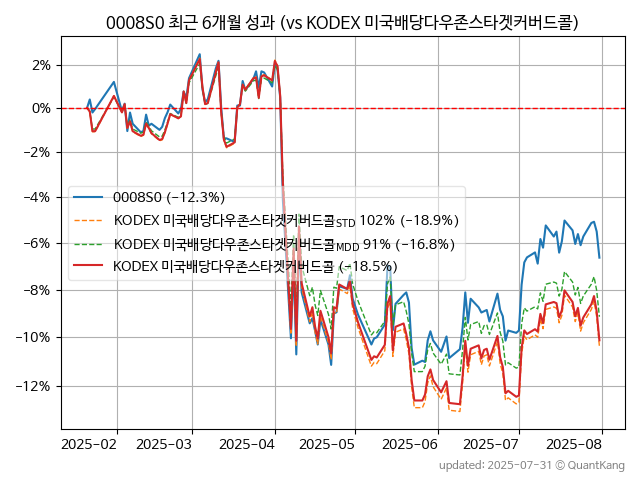 0008S0 최근 6개월 성과 (vs KODEX 미국배당다우존스타겟커버드콜)
2%
0%
−2%
−4%
−6%
−8%
−10%
−12%
0008S0 (−12.3%)
KODEX 미국배당다우존스타겟커버드콜STD 102% (−18.9%)
KODEX 미국배당다우존스타겟커버드콜MDD 91% (−16.8%)
KODEX 미국배당다우존스타겟커버드콜 (−18.5%)
2025-02 2025-03 2025-04 2025-05 2025-06 2025-07 2025-08
updated: 2025-07-31 © QuantKang